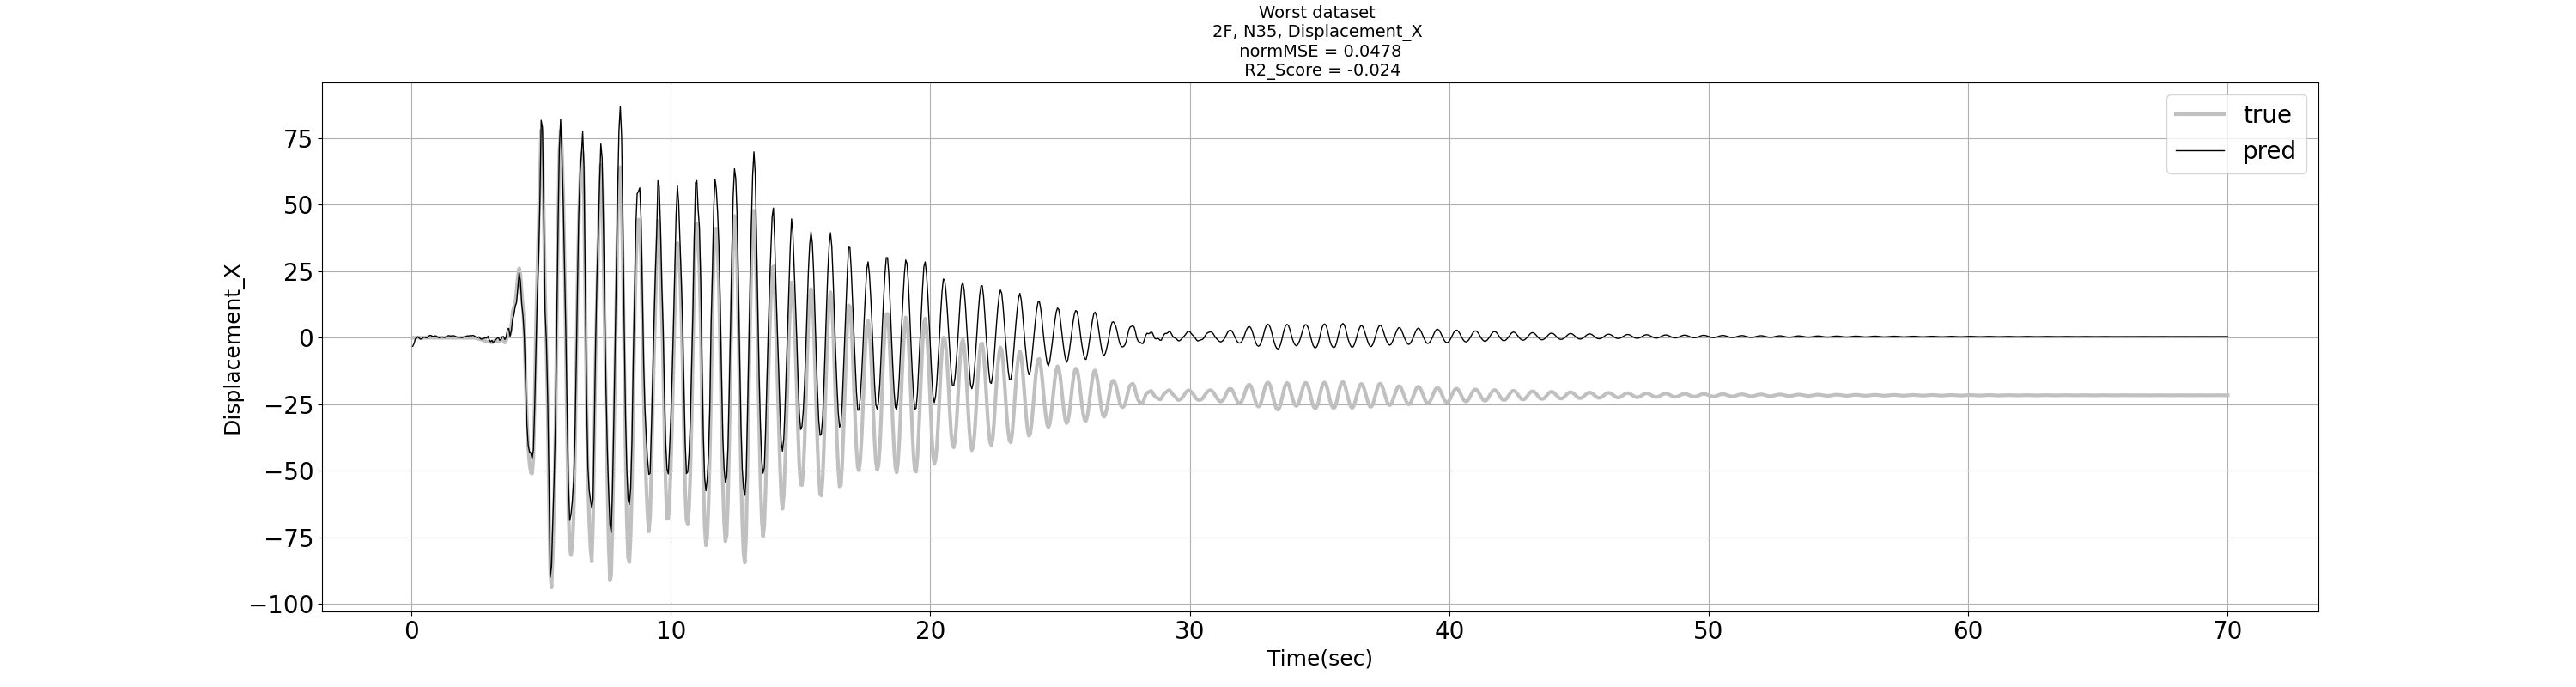 Worst dataset
2F, N35, Displacement_X
normMSE = 0.0478
R2_Score = -0.024
true
pred
75
50
25
0
−25
−50
−75
−100
Displacement_X
0 10 20 30 40 50 60 70
Time(sec)